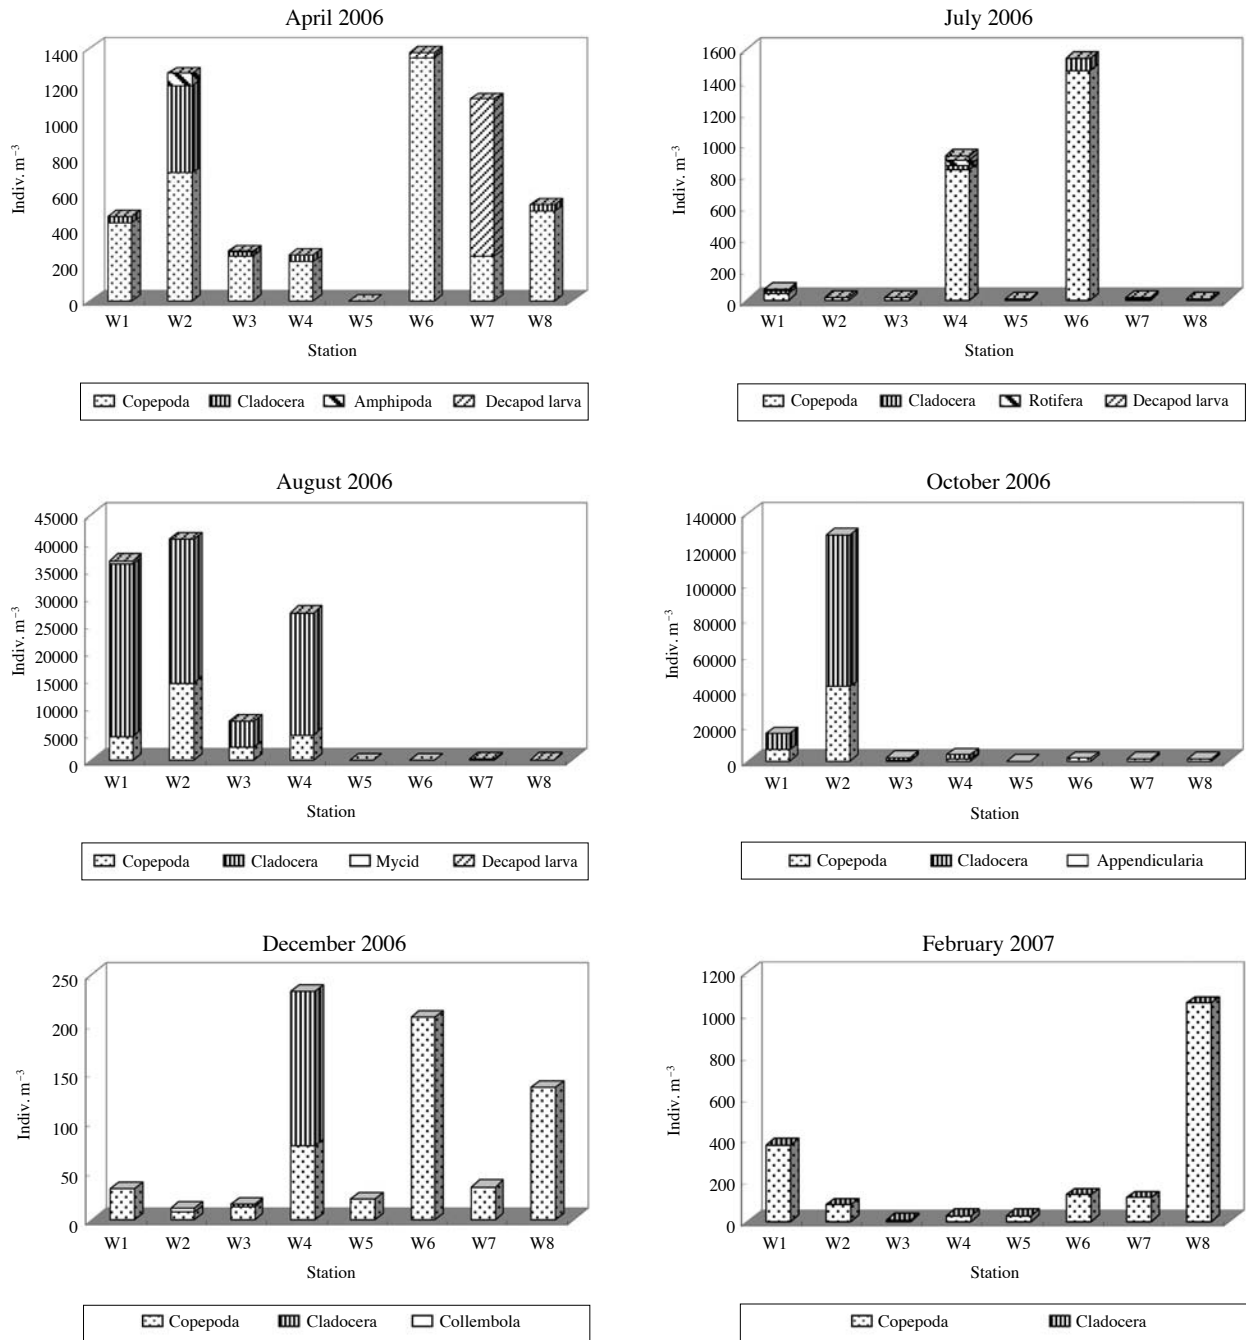 April 2006
1400
1200
1000
800
600
400
200
0
Indiv. m⁻³
W1 W2 W3 W4 W5 W6 W7 W8
Station
Copepoda Cladocera Amphipoda Decapod larva
July 2006
1600
1400
1200
1000
800
600
400
200
0
Indiv. m⁻³
W1 W2 W3 W4 W5 W6 W7 W8
Station
Copepoda Cladocera Rotifera Decapod larva
August 2006
45000
40000
35000
30000
25000
20000
15000
10000
5000
0
Indiv. m⁻³
W1 W2 W3 W4 W5 W6 W7 W8
Station
Copepoda Cladocera Mycid Decapod larva
October 2006
140000
120000
100000
80000
60000
40000
20000
0
Indiv. m⁻³
W1 W2 W3 W4 W5 W6 W7 W8
Station
Copepoda Cladocera Appendicularia
December 2006
250
200
150
100
50
0
Indiv. m⁻³
W1 W2 W3 W4 W5 W6 W7 W8
Station
Copepoda Cladocera Collembola
February 2007
1200
1000
800
600
400
200
0
Indiv. m⁻³
W1 W2 W3 W4 W5 W6 W7 W8
Station
Copepoda Cladocera